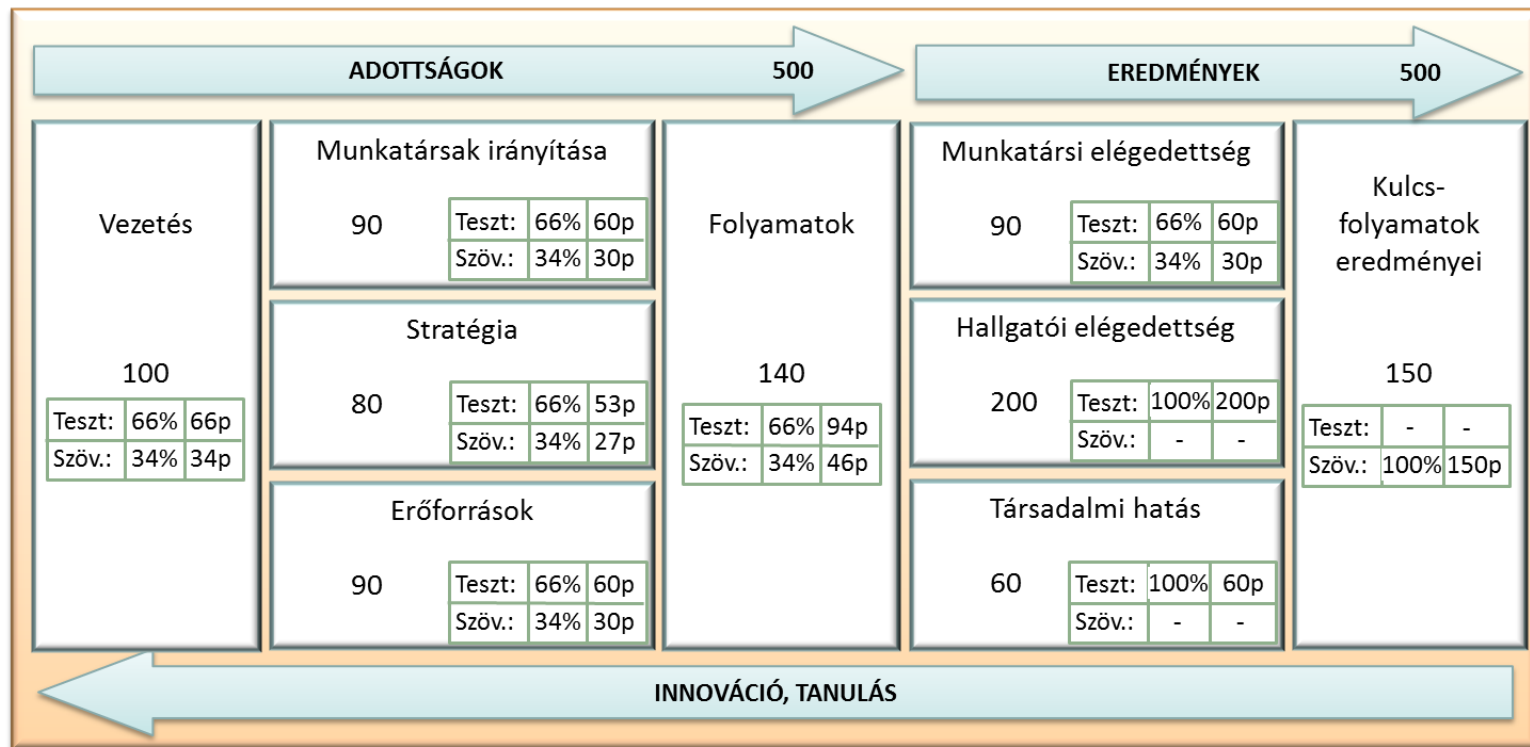 ADOTTSÁGOK 500
EREDMÉNYEK 500
Vezetés
100
Teszt: 66% 66p
Szöv.: 34% 34p
Munkatársak irányítása
90
Teszt: 66% 60p
Szöv.: 34% 30p
Stratégia
80
Teszt: 66% 53p
Szöv.: 34% 27p
Erőforrások
90
Teszt: 66% 60p
Szöv.: 34% 30p
Folyamatok
140
Teszt: 66% 94p
Szöv.: 34% 46p
Munkatársi elégedettség
90
Teszt: 66% 60p
Szöv.: 34% 30p
Hallgatói elégedettség
200
Teszt: 100% 200p
Szöv.: - -
Társadalmi hatás
60
Teszt: 100% 60p
Szöv.: - -
Kulcs-
folyamatok
eredményei
150
Teszt: - -
Szöv.: 100% 150p
INNOVÁCIÓ, TANULÁS